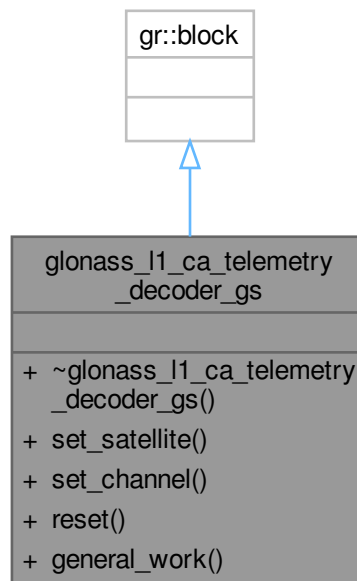 gr::block
glonass_l1_ca_telemetry
_decoder_gs
+ ~glonass_l1_ca_telemetry
_decoder_gs()
+ set_satellite()
+ set_channel()
+ reset()
+ general_work()